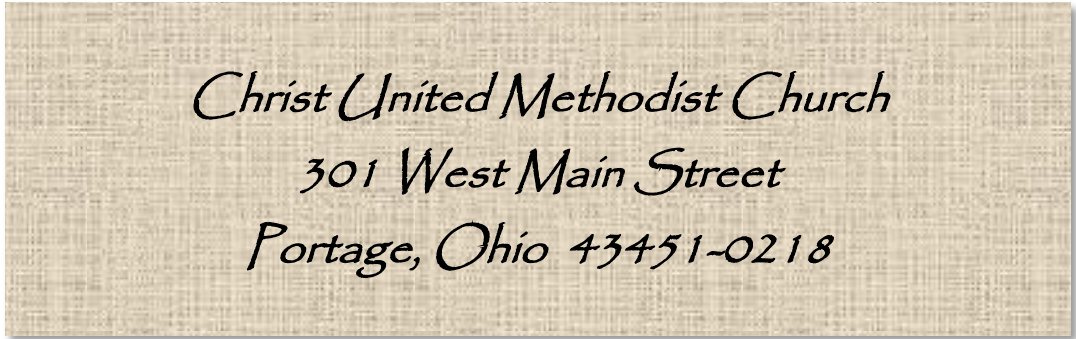 Christ United Methodist Church
301 West Main Street
Portage, Ohio 43451-0218